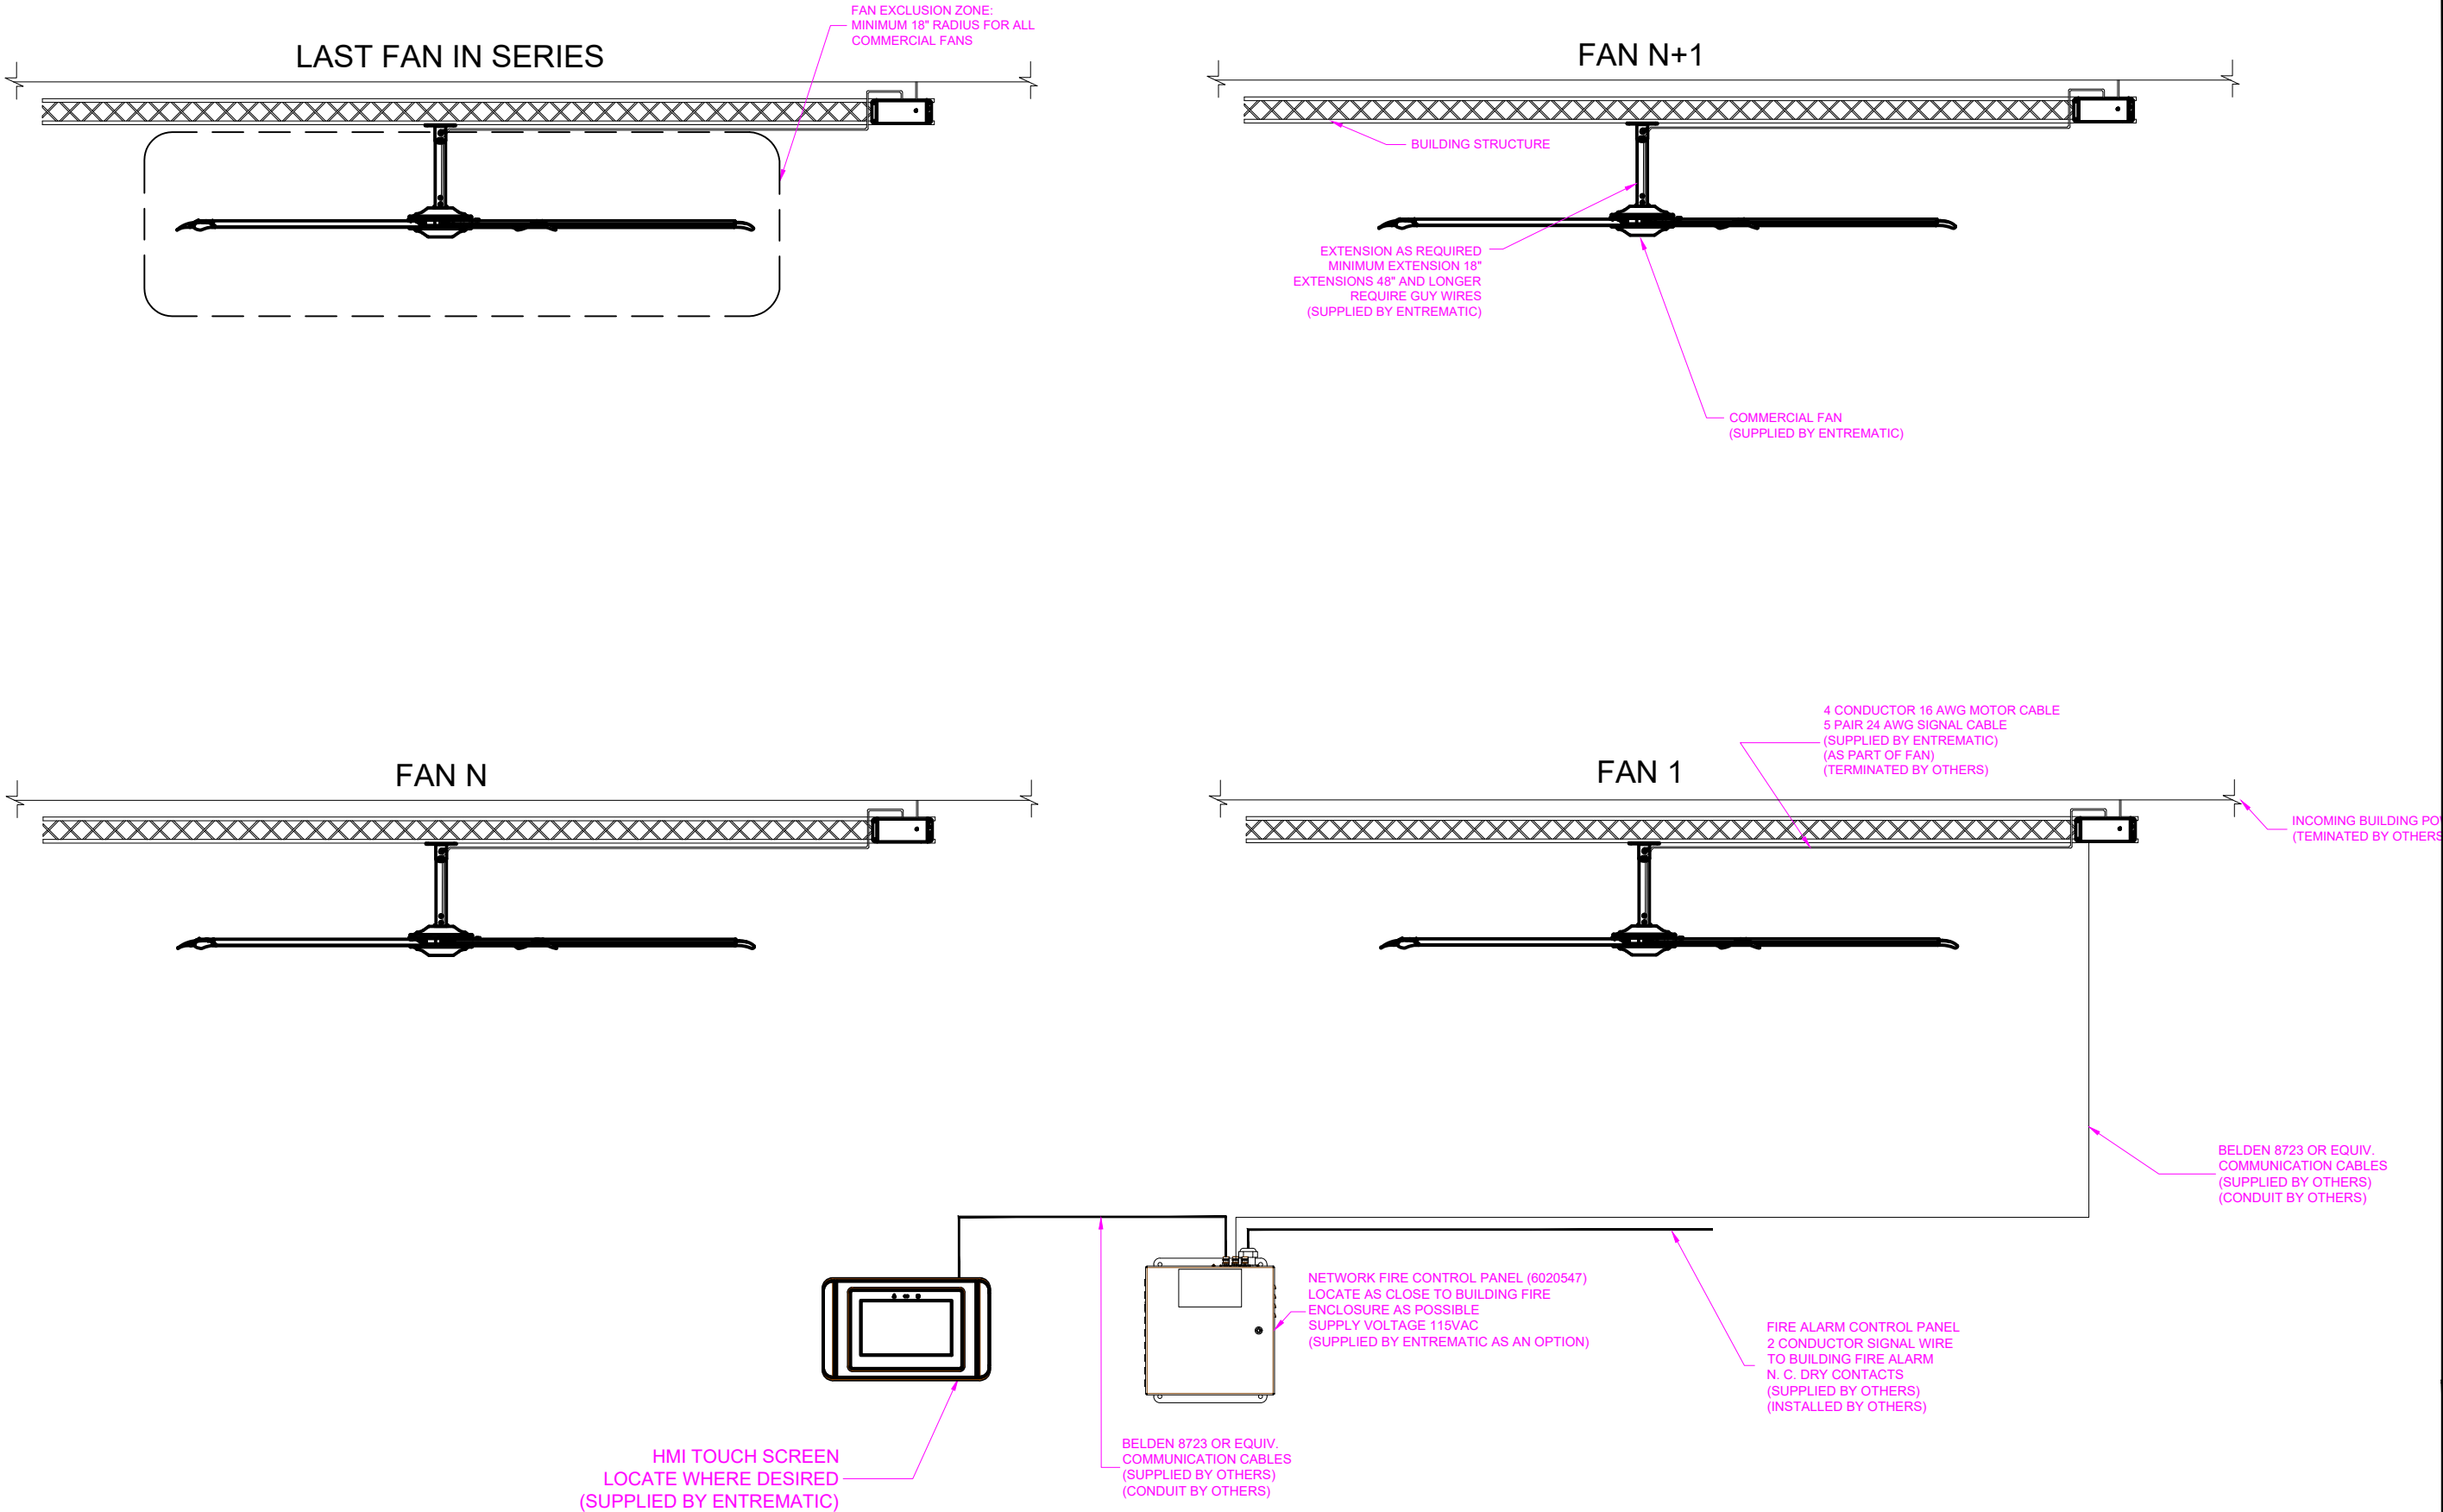 FAN EXCLUSION ZONE:
MINIMUM 18" RADIUS FOR ALL
COMMERCIAL FANS
LAST FAN IN SERIES
FAN N+1
BUILDING STRUCTURE
EXTENSION AS REQUIRED
MINIMUM EXTENSION 18"
EXTENSIONS 48" AND LONGER
REQUIRE GUY WIRES
(SUPPLIED BY ENTREMATIC)
COMMERCIAL FAN
(SUPPLIED BY ENTREMATIC)
4 CONDUCTOR 16 AWG MOTOR CABLE
5 PAIR 24 AWG SIGNAL CABLE
(SUPPLIED BY ENTREMATIC)
(AS PART OF FAN)
(TERMINATED BY OTHERS)
FAN N
FAN 1
INCOMING BUILDING
(TEMINATED BY OTHERS
BELDEN 8723 OR EQUIV.
COMMUNICATION CABLES
(SUPPLIED BY OTHERS)
(CONDUIT BY OTHERS)
NETWORK FIRE CONTROL PANEL (6020547)
LOCATE AS CLOSE TO BUILDING FIRE
ENCLOSURE AS POSSIBLE
SUPPLY VOLTAGE 115VAC
(SUPPLIED BY ENTREMATIC AS AN OPTION)
FIRE ALARM CONTROL PANEL
2 CONDUCTOR SIGNAL WIRE
TO BUILDING FIRE ALARM
N. C. DRY CONTACTS
(SUPPLIED BY OTHERS)
(INSTALLED BY OTHERS)
BELDEN 8723 OR EQUIV.
COMMUNICATION CABLES
(SUPPLIED BY OTHERS)
(CONDUIT BY OTHERS)
HMI TOUCH SCREEN
LOCATE WHERE DESIRED
(SUPPLIED BY ENTREMATIC)